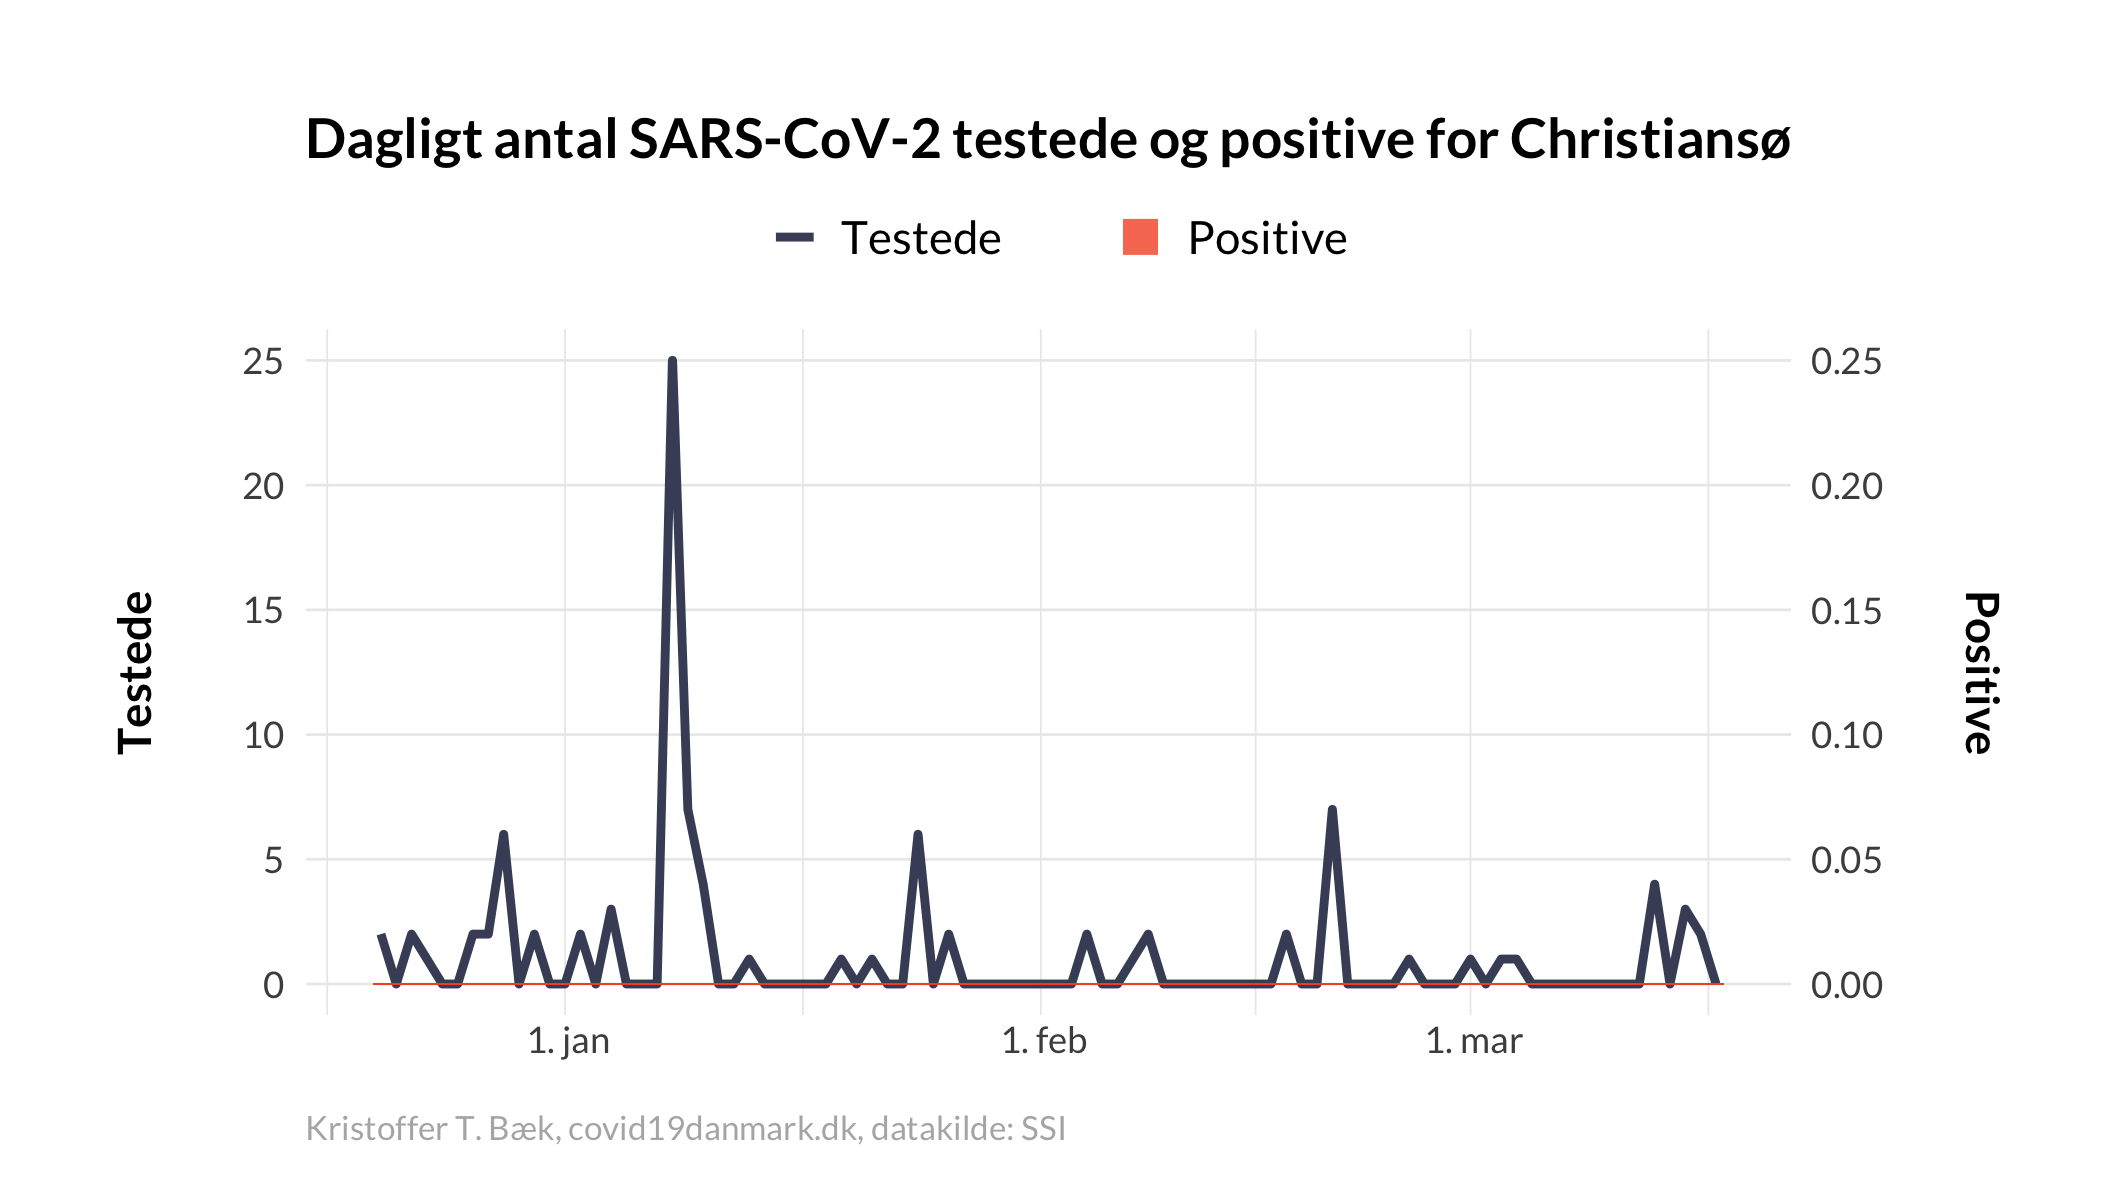 Dagligt antal SARS-CoV-2 testede og positive for Christiansø
Testede
Positive
25
20
15
10
5
0
Testede
0.25
0.20
0.15
0.10
0.05
0.00
Positive
1. jan
1. feb
1. mar
Kristoffer T. Bæk, covid19danmark.dk, datakilde: SSI